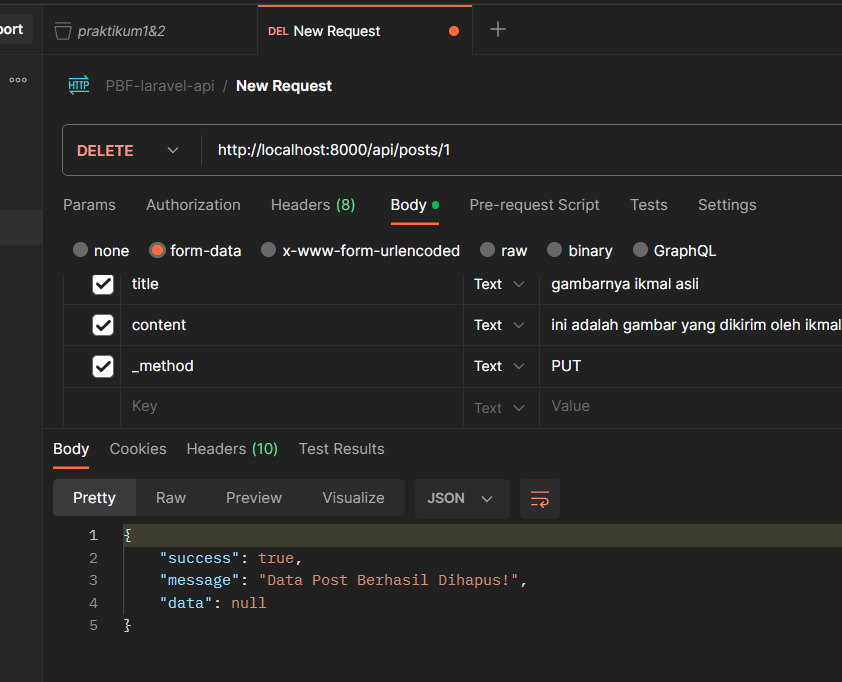 port
praktikum1&2
DEL New Request
+
HTTP PBF-laravel-api / New Request
DELETE http://localhost:8000/api/posts/1
Params Authorization Headers (8) Body Pre-request Script Tests Settings
none form-data x-www-form-urlencoded raw binary GraphQL
title Text gambarnya ikmal asli
content Text ini adalah gambar yang dikirim oleh ikmal
_method Text PUT
Key Text Value
Body Cookies Headers (10) Test Results
Pretty Raw Preview Visualize JSON
1 {
2 "success": true,
3 "message": "Data Post Berhasil Dihapus!",
4 "data": null
5 }